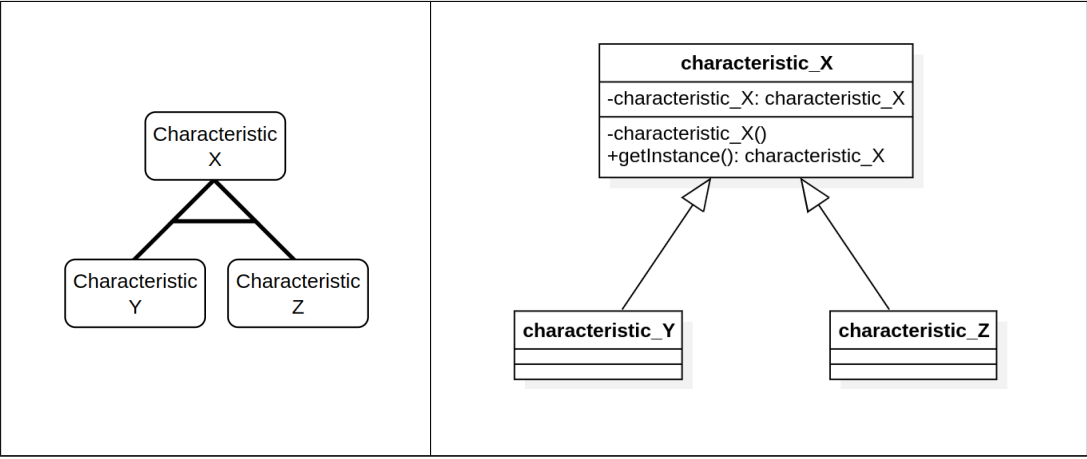 Characteristic
X
Characteristic
Y
Characteristic
Z
characteristic_X
-characteristic_X: characteristic_X
-characteristic_X()
+getInstance(): characteristic_X
characteristic_Y
characteristic_Z